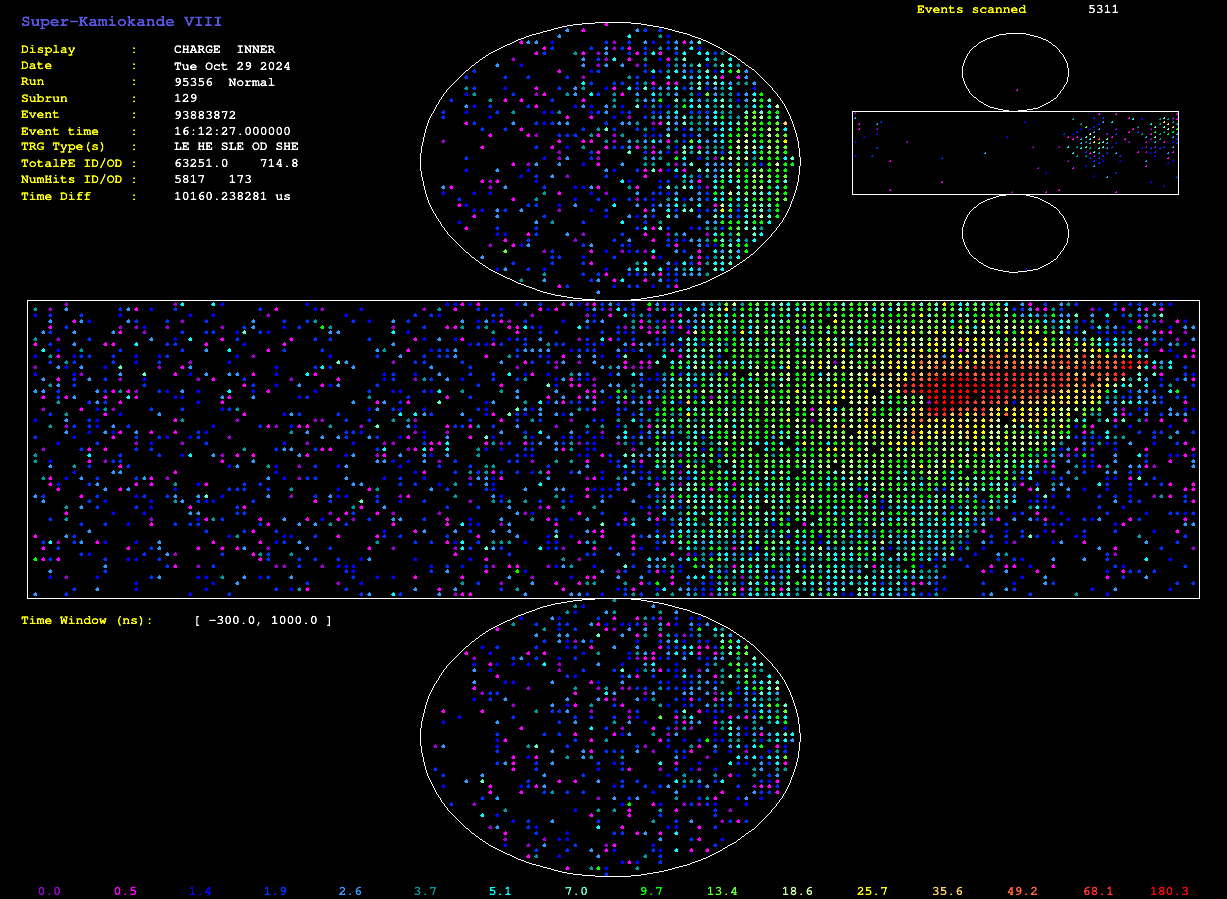 Super-Kamiokande VIII
Events scanned 5311
Display : CHARGE INNER
Date : Tue Oct 29 2024
Run : 95356 Normal
Subrun : 129
Event : 93883872
Event time : 16:12:27.000000
TRG Type(s) : LE HE SLE OD SHE
TotalPE ID/OD : 63251.0 714.8
NumHits ID/OD : 5817 173
Time Diff : 10160.238281 us
Time Window (ns): [ -300.0, 1000.0 ]
0.0 0.5 1.4 1.9 2.6 3.7 5.1 7.0 9.7 13.4 18.6 25.7 35.6 49.2 68.1 180.3